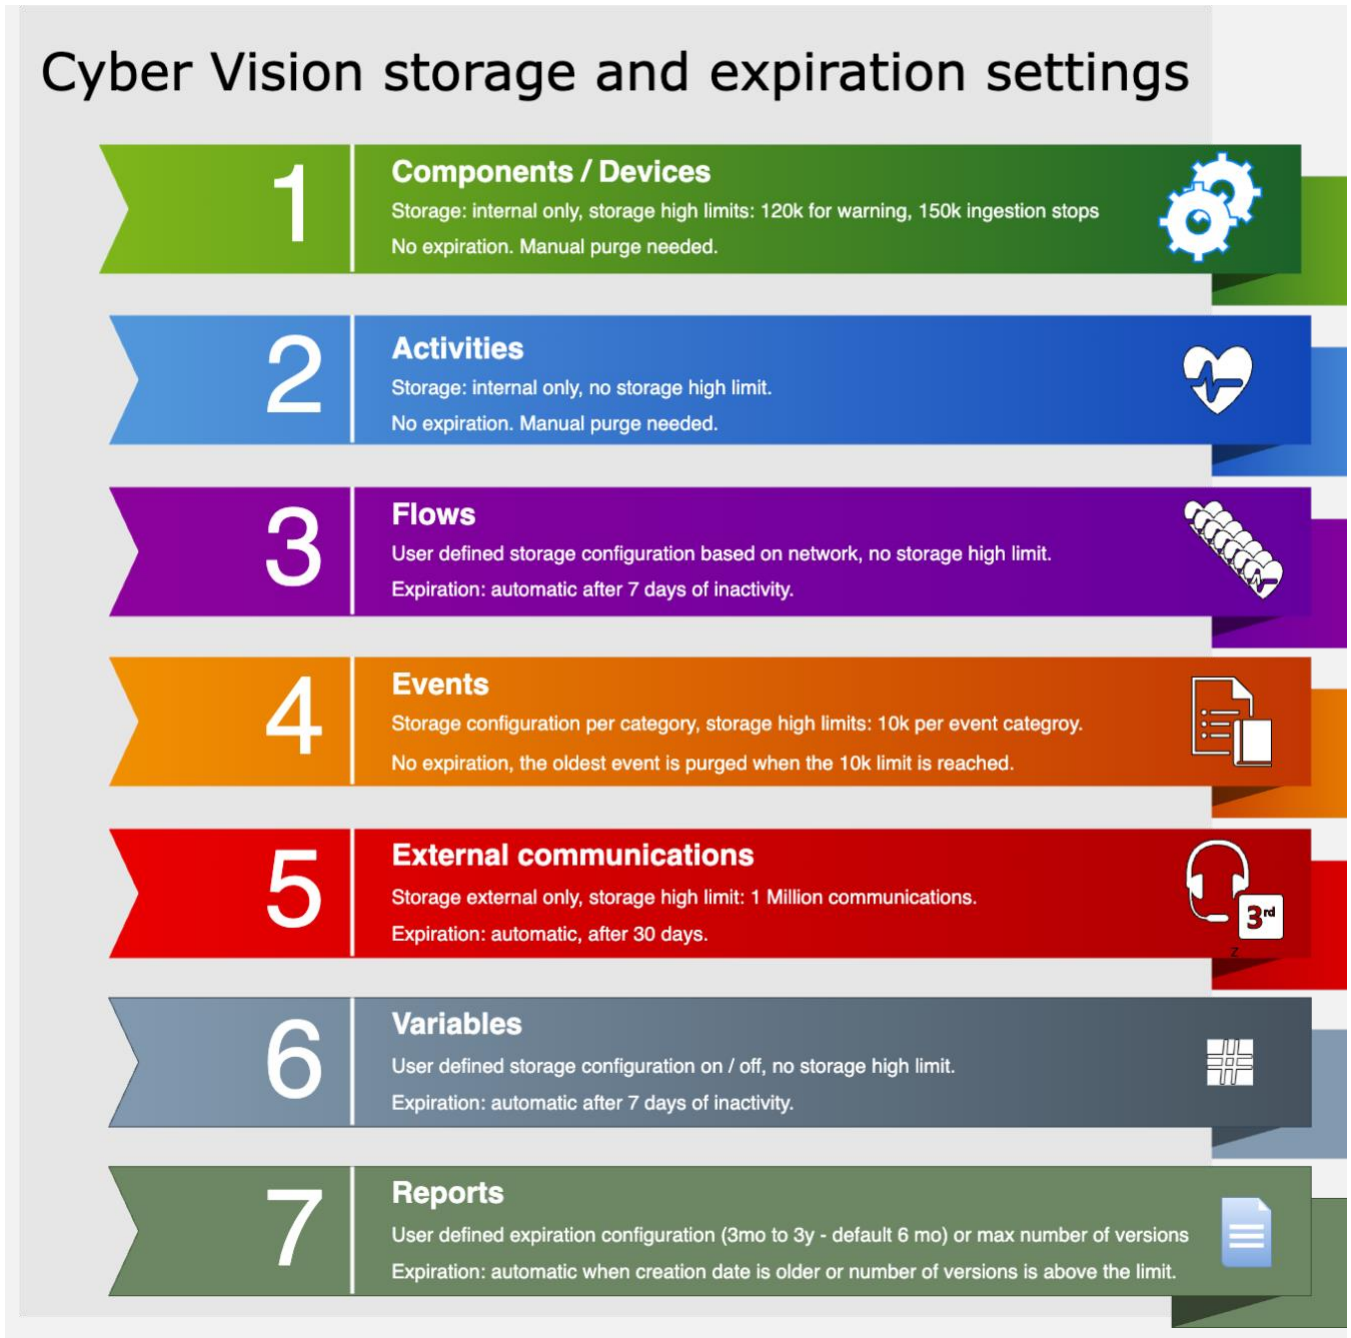 Cyber Vision storage and expiration settings
1
Components / Devices
Storage: internal only, storage high limits: 120k for warning, 150k ingestion stops
No expiration. Manual purge needed.
2
Activities
Storage: internal only, no storage high limit.
No expiration. Manual purge needed.
3
Flows
User defined storage configuration based on network, no storage high limit.
Expiration: automatic after 7 days of inactivity.
4
Events
Storage configuration per category, storage high limits: 10k per event categroy.
No expiration, the oldest event is purged when the 10k limit is reached.
5
External communications
Storage external only, storage high limit: 1 Million communications.
Expiration: automatic, after 30 days.
3rd
z
6
Variables
User defined storage configuration on / off, no storage high limit.
Expiration: automatic after 7 days of inactivity.
7
Reports
User defined expiration configuration (3mo to 3y - default 6 mo) or max number of versions
Expiration: automatic when creation date is older or number of versions is above the limit.